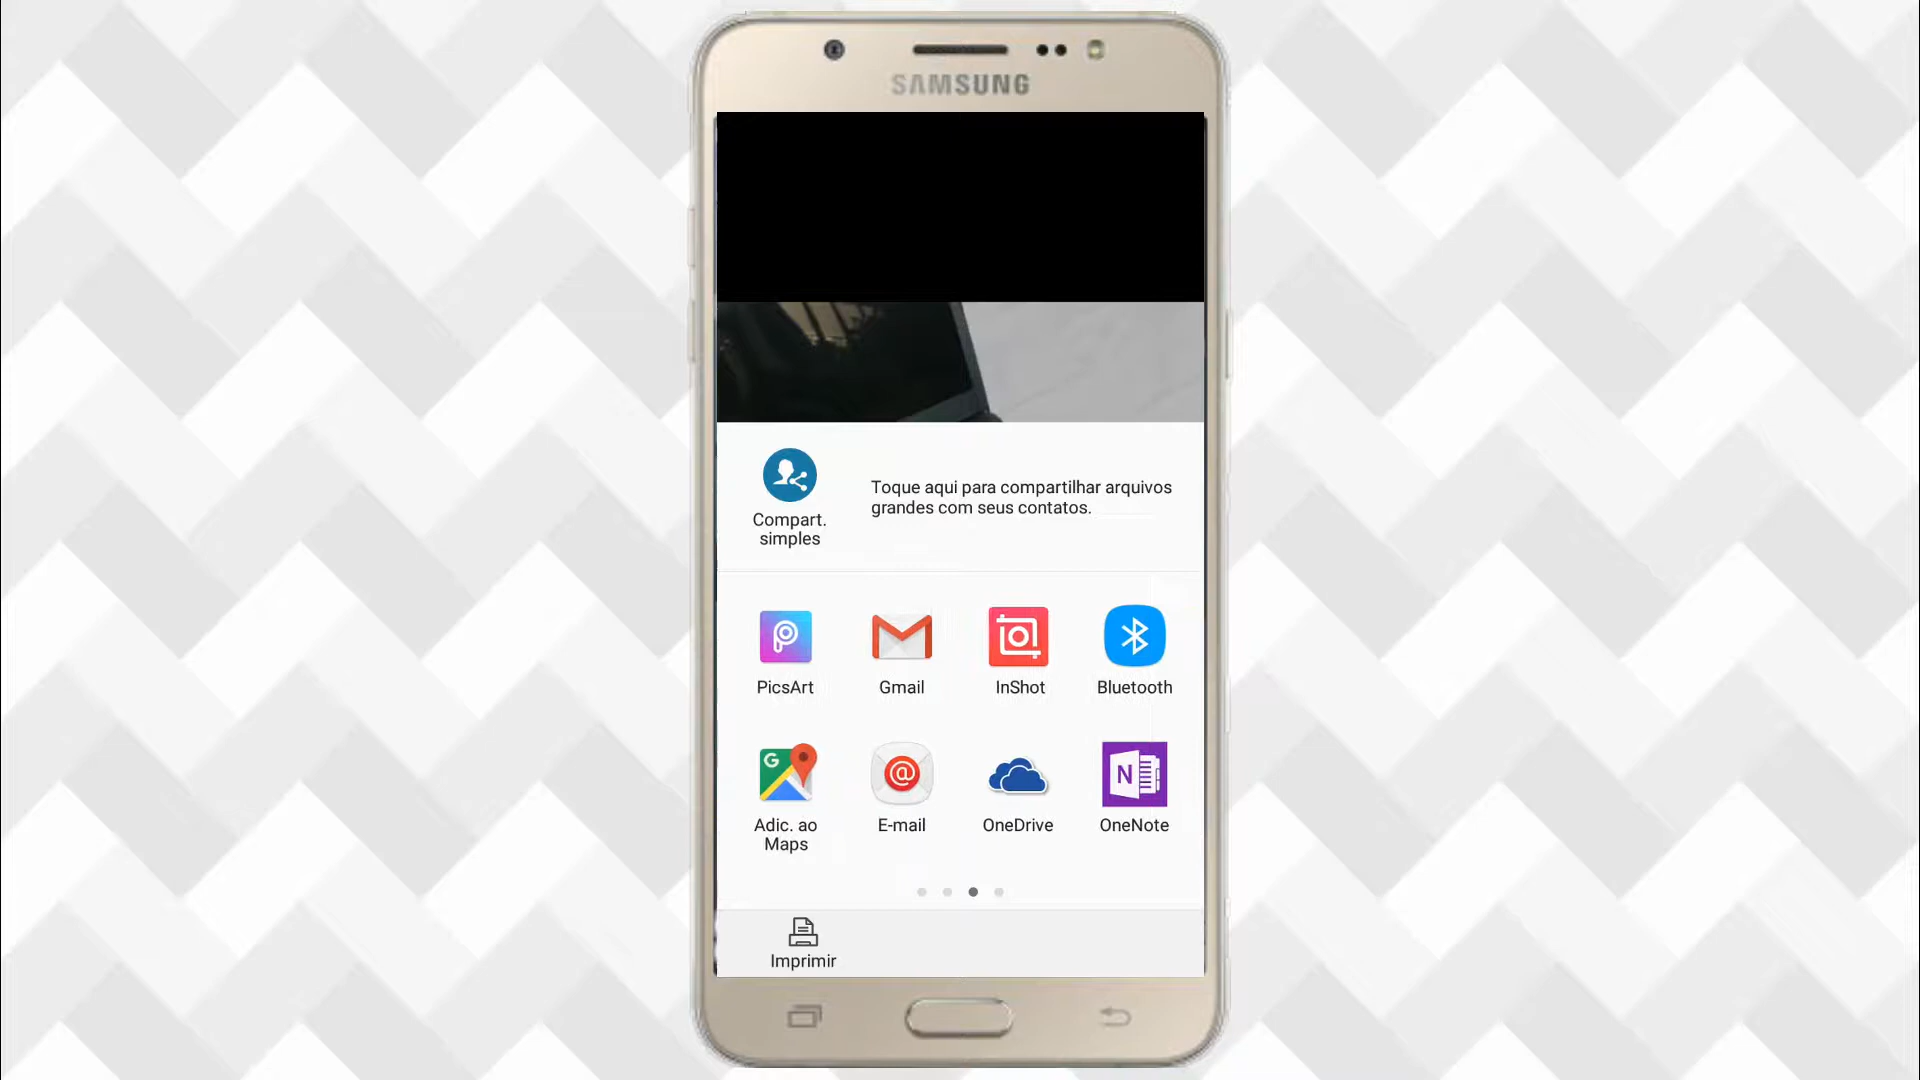 SAMSUNG
Compart.
simples
Toque aqui para compartilhar arquivos
grandes com seus contatos.
PicsArt
Gmail
InShot
Bluetooth
G
@
N
Adic. ao
Maps
E-mail
OneDrive
OneNote
Imprimir